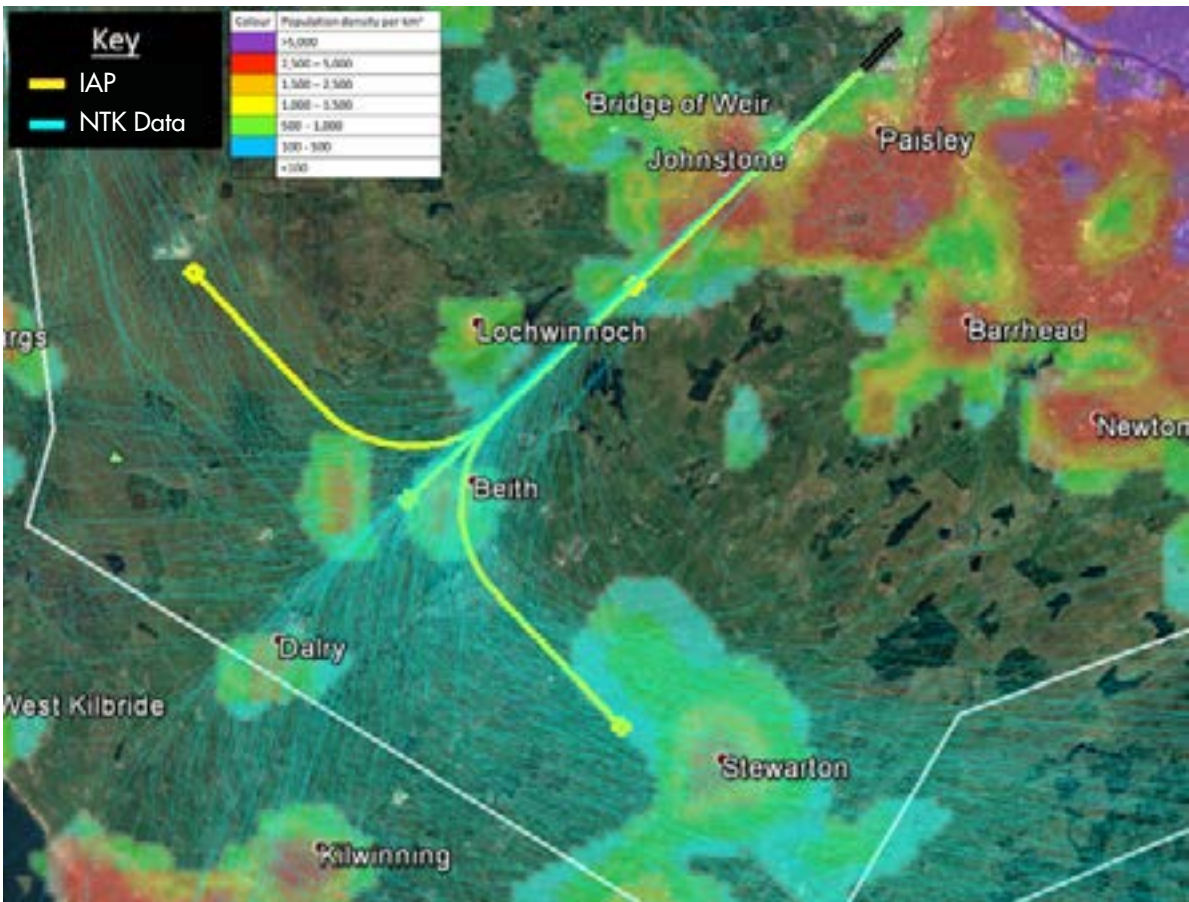 Key
IAP
NTK Data
Colour Population density per km²
>5,000
2,500 – 5,000
1,500 – 2,500
1,000 – 1,500
500 – 1,000
100 - 500
<100
Bridge of Weir
Paisley
Johnstone
Lochwinnoch
Barrhead
rgs
Newton
Beith
Dalry
West Kilbride
Stewarton
Kilwinning